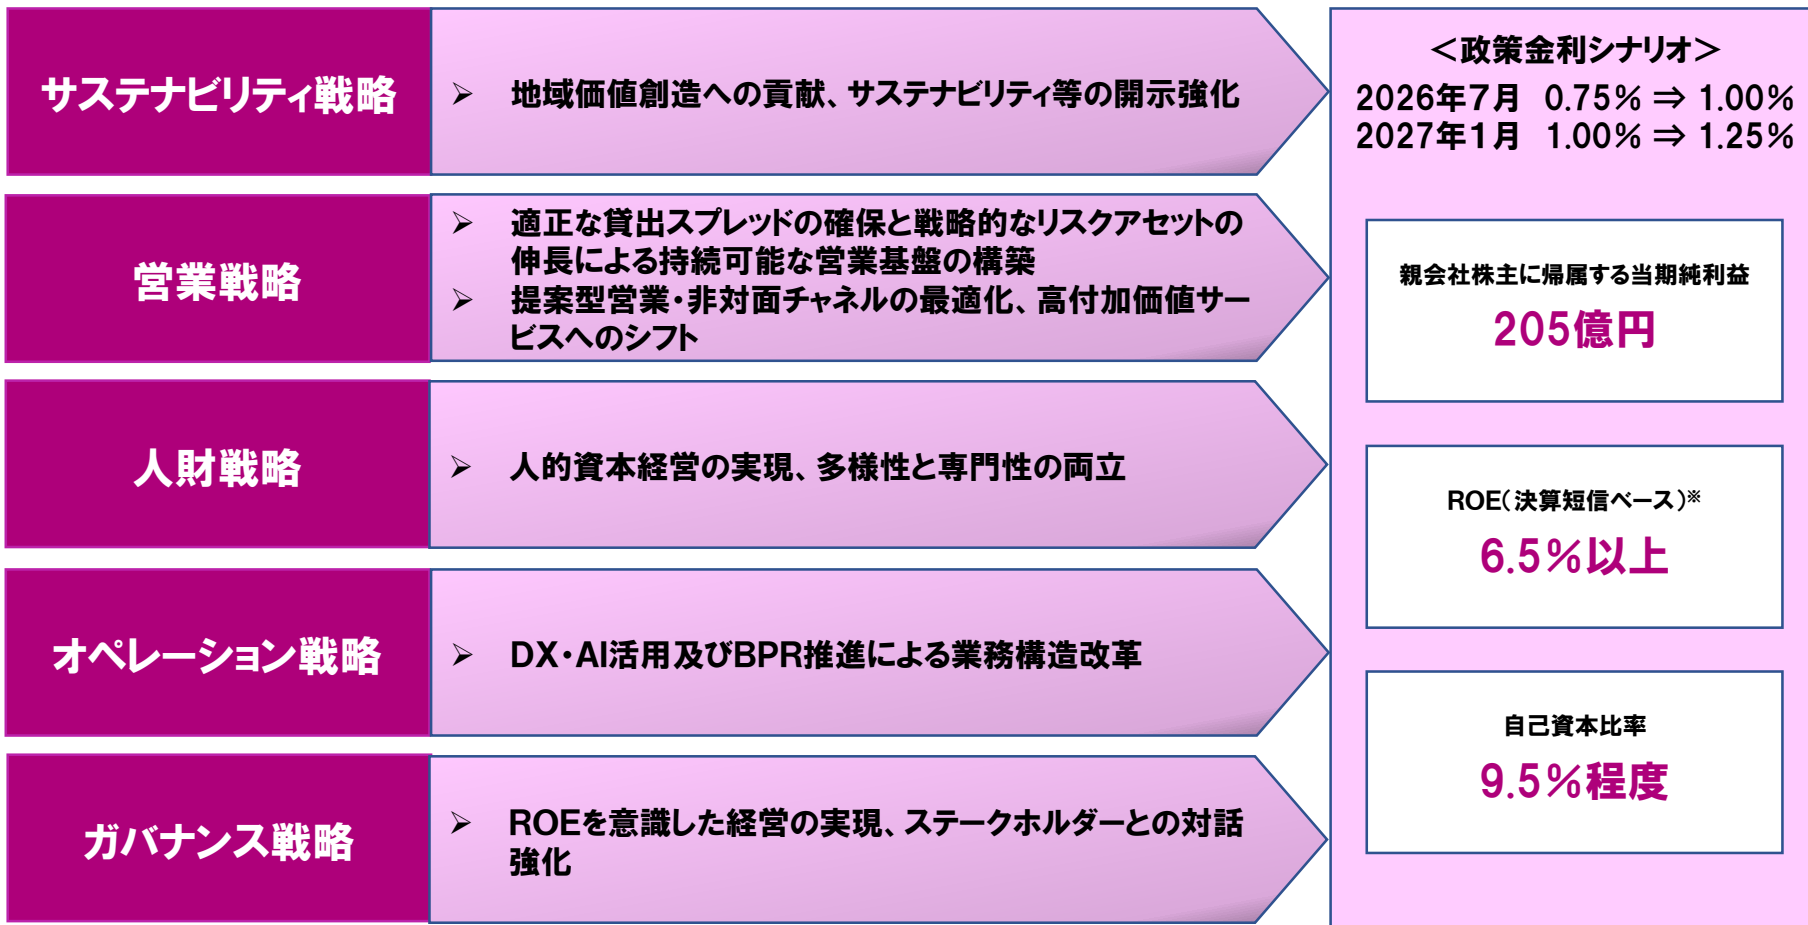 サステナビリティ戦略
➢ 地域価値創造への貢献、サステナビリティ等の開示強化
営業戦略
➢ 適正な貸出スプレッドの確保と戦略的なリスクアセットの
伸長による持続可能な営業基盤の構築
➢ 提案型営業・非対面チャネルの最適化、高付加価値サー
ビスへのシフト
人財戦略
➢ 人的資本経営の実現、多様性と専門性の両立
オペレーション戦略
➢ DX・AI活用及びBPR推進による業務構造改革
ガバナンス戦略
➢ ROEを意識した経営の実現、ステークホルダーとの対話
強化
＜政策金利シナリオ＞
2026年7月 0.75％ ⇒ 1.00％
2027年1月 1.00％ ⇒ 1.25％
親会社株主に帰属する当期純利益
205億円
ROE（決算短信ベース）※
6.5％以上
自己資本比率
9.5％程度